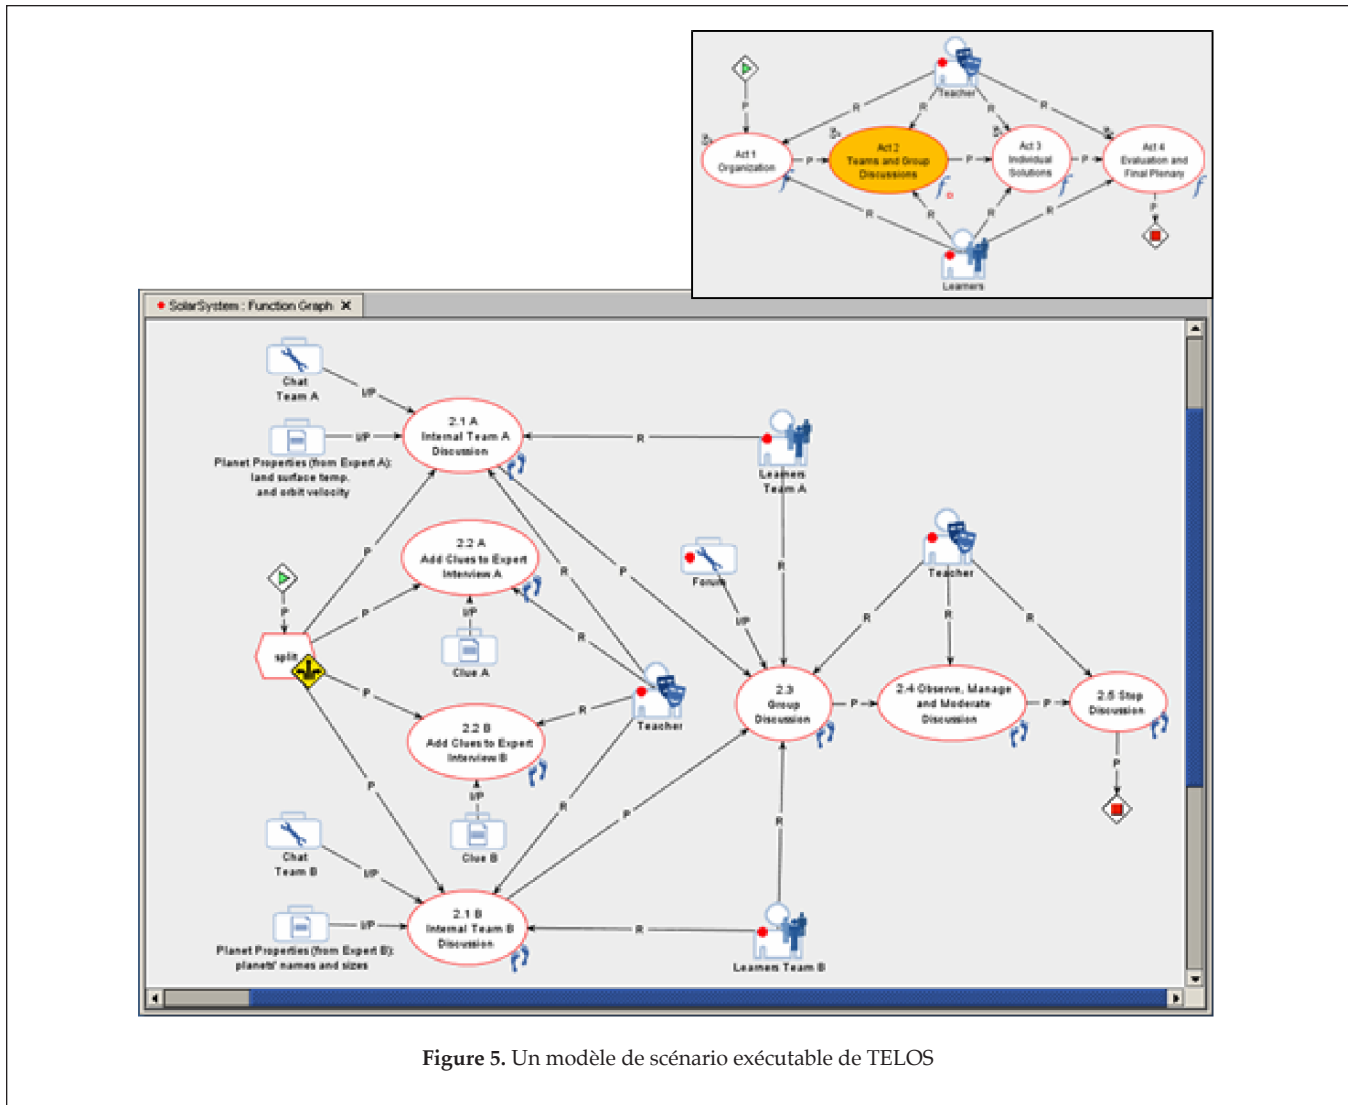 Teacher
P
R
R
R
R
Act 1
Organization
P
Act 2
Teams and Group
Discussions
P
Act 3
Individual
Solutions
P
Act 4
Evaluation and
Final Plenary
f
f
f
f
R
R
R
R
P
Learners
SolarSystem : Function Graph X
Chat
Team A
I/P
2.1 A
Internal Team A
Discussion
I/P
Planet Properties (from Expert A):
land surface temp.
and orbit velocity
R
Learners
Team A
2.2 A
Add Clues to Expert
Interview A
P
P
R
P
R
Forum
I/P
Teacher
R
R
R
P
split
I/P
Clue A
R
P
R
Teacher
2.2 B
Add Clues to Expert
Interview B
2.3
Group
Discussion
P
2.4 Observe, Manage
and Moderate
Discussion
P
2.5 Stop
Discussion
P
P
I/P
Clue B
R
P
R
Chat
Team B
I/P
2.1 B
Internal Team B
Discussion
I/P
Planet Properties (from Expert B):
planets' names and sizes
R
Learners Team B
Figure 5. Un modèle de scénario exécutable de TELOS